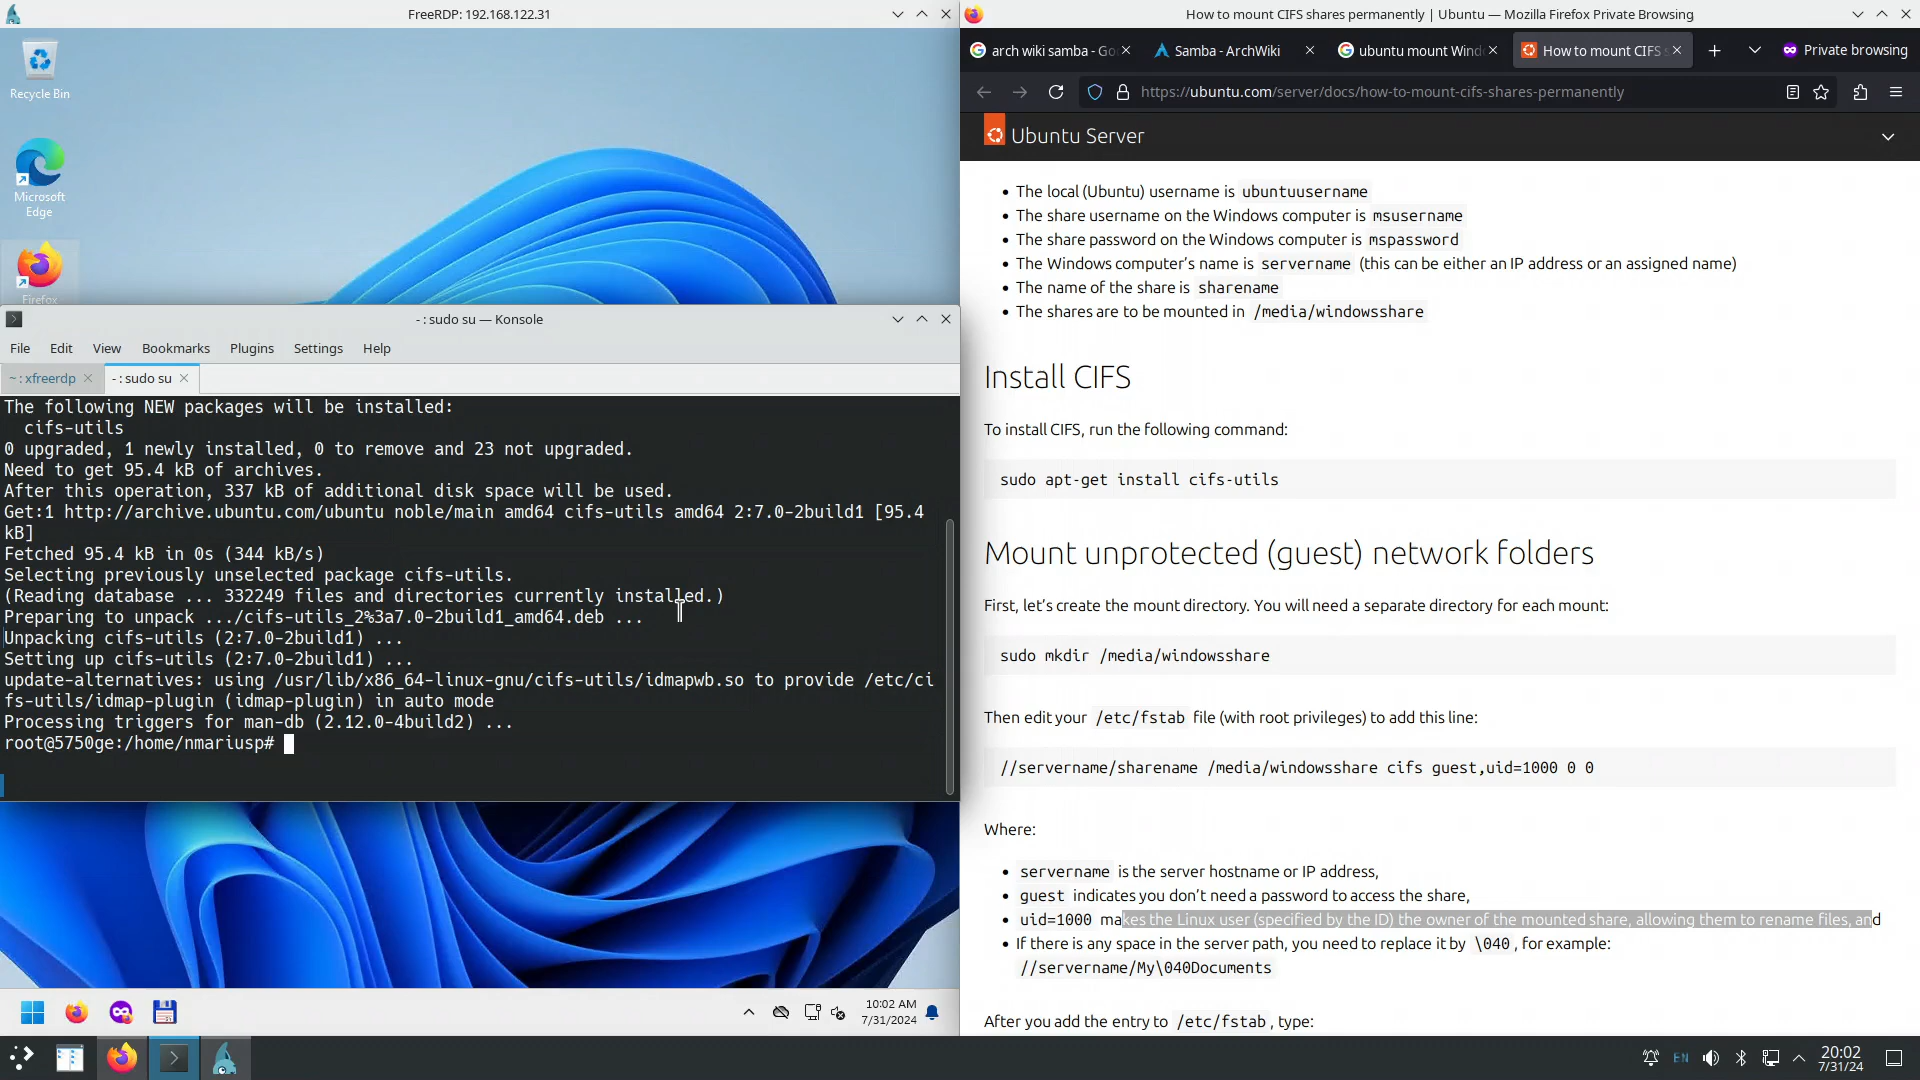 FreeRDP: 192.168.122.31
Recycle Bin
Microsoft
Edge
Firefox
- : sudo su — Konsole
File Edit View Bookmarks Plugins Settings Help
~ : xfreerdp
- : sudo su
The following NEW packages will be installed:
cifs-utils
0 upgraded, 1 newly installed, 0 to remove and 23 not upgraded.
Need to get 95.4 kB of archives.
After this operation, 337 kB of additional disk space will be used.
Get:1 http://archive.ubuntu.com/ubuntu noble/main amd64 cifs-utils amd64 2:7.0-2build1 [95.4
kB]
Fetched 95.4 kB in 0s (344 kB/s)
Selecting previously unselected package cifs-utils.
(Reading database ... 332249 files and directories currently installed.)
Preparing to unpack .../cifs-utils_2%3a7.0-2build1_amd64.deb ...
Unpacking cifs-utils (2:7.0-2build1) ...
Setting up cifs-utils (2:7.0-2build1) ...
update-alternatives: using /usr/lib/x86_64-linux-gnu/cifs-utils/idmapwb.so to provide /etc/ci
fs-utils/idmap-plugin (idmap-plugin) in auto mode
Processing triggers for man-db (2.12.0-4build2) ...
root@5750ge:/home/nmariusp#
10:02 AM
7/31/2024
How to mount CIFS shares permanently | Ubuntu — Mozilla Firefox Private Browsing
arch wiki samba - Go
Samba - ArchWiki
ubuntu mount Wind
How to mount CIFS s
Private browsing
https://ubuntu.com/server/docs/how-to-mount-cifs-shares-permanently
Ubuntu Server
• The local (Ubuntu) username is ubuntuusername
• The share username on the Windows computer is msusername
• The share password on the Windows computer is mspassword
• The Windows computer’s name is servername (this can be either an IP address or an assigned name)
• The name of the share is sharename
• The shares are to be mounted in /media/windowsshare
Install CIFS
To install CIFS, run the following command:
sudo apt-get install cifs-utils
Mount unprotected (guest) network folders
First, let’s create the mount directory. You will need a separate directory for each mount:
sudo mkdir /media/windowsshare
Then edit your /etc/fstab file (with root privileges) to add this line:
//servername/sharename /media/windowsshare cifs guest,uid=1000 0 0
Where:
• servername is the server hostname or IP address,
• guest indicates you don’t need a password to access the share,
• uid=1000 makes the Linux user (specified by the ID) the owner of the mounted share, allowing them to rename files, and
• If there is any space in the server path, you need to replace it by \040 , for example:
//servername/My\040Documents
After you add the entry to /etc/fstab , type:
EN
20:02
7/31/24